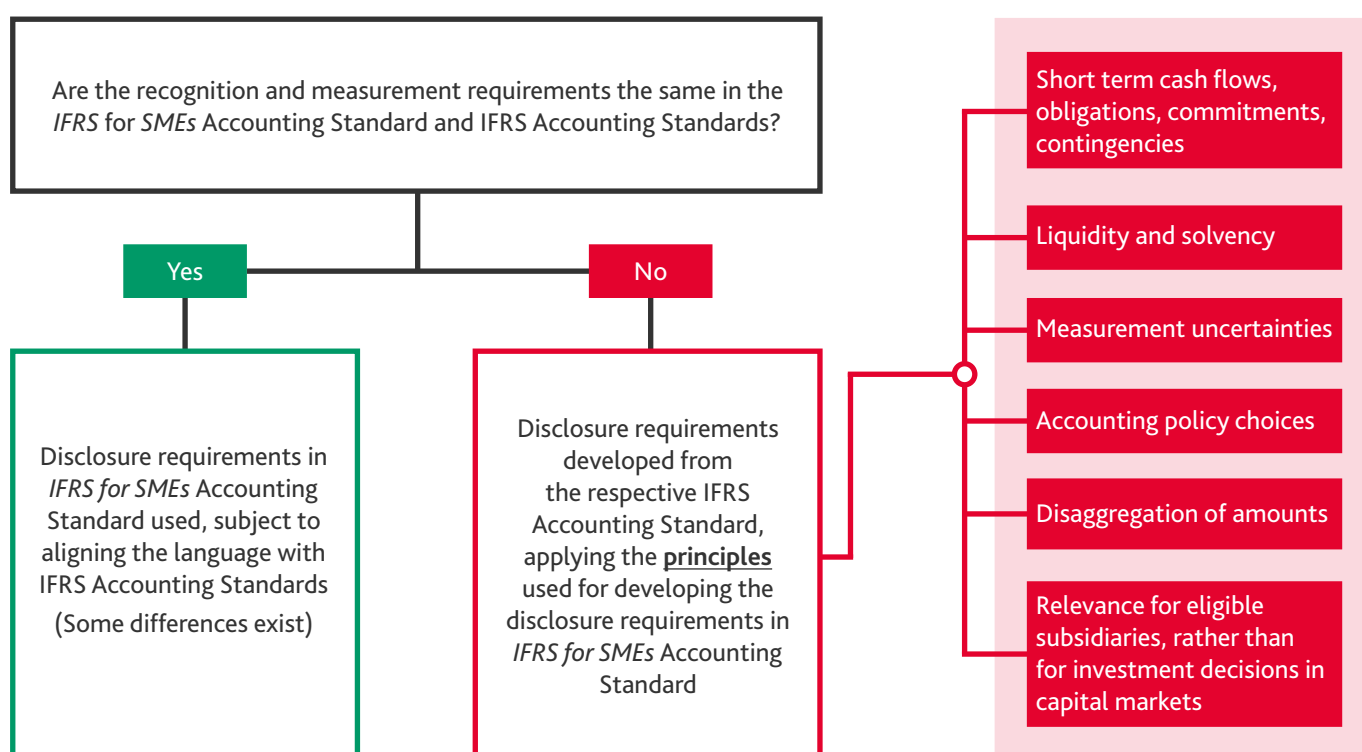 Are the recognition and measurement requirements the same in the
IFRS for SMEs Accounting Standard and IFRS Accounting Standards?
Yes
No
Disclosure requirements in
IFRS for SMEs Accounting
Standard used, subject to
aligning the language with
IFRS Accounting Standards
(Some differences exist)
Disclosure requirements
developed from
the respective IFRS
Accounting Standard,
applying the principles
used for developing the
disclosure requirements in
IFRS for SMEs Accounting
Standard
Short term cash flows,
obligations, commitments,
contingencies
Liquidity and solvency
Measurement uncertainties
Accounting policy choices
Disaggregation of amounts
Relevance for eligible
subsidiaries, rather than
for investment decisions in
capital markets